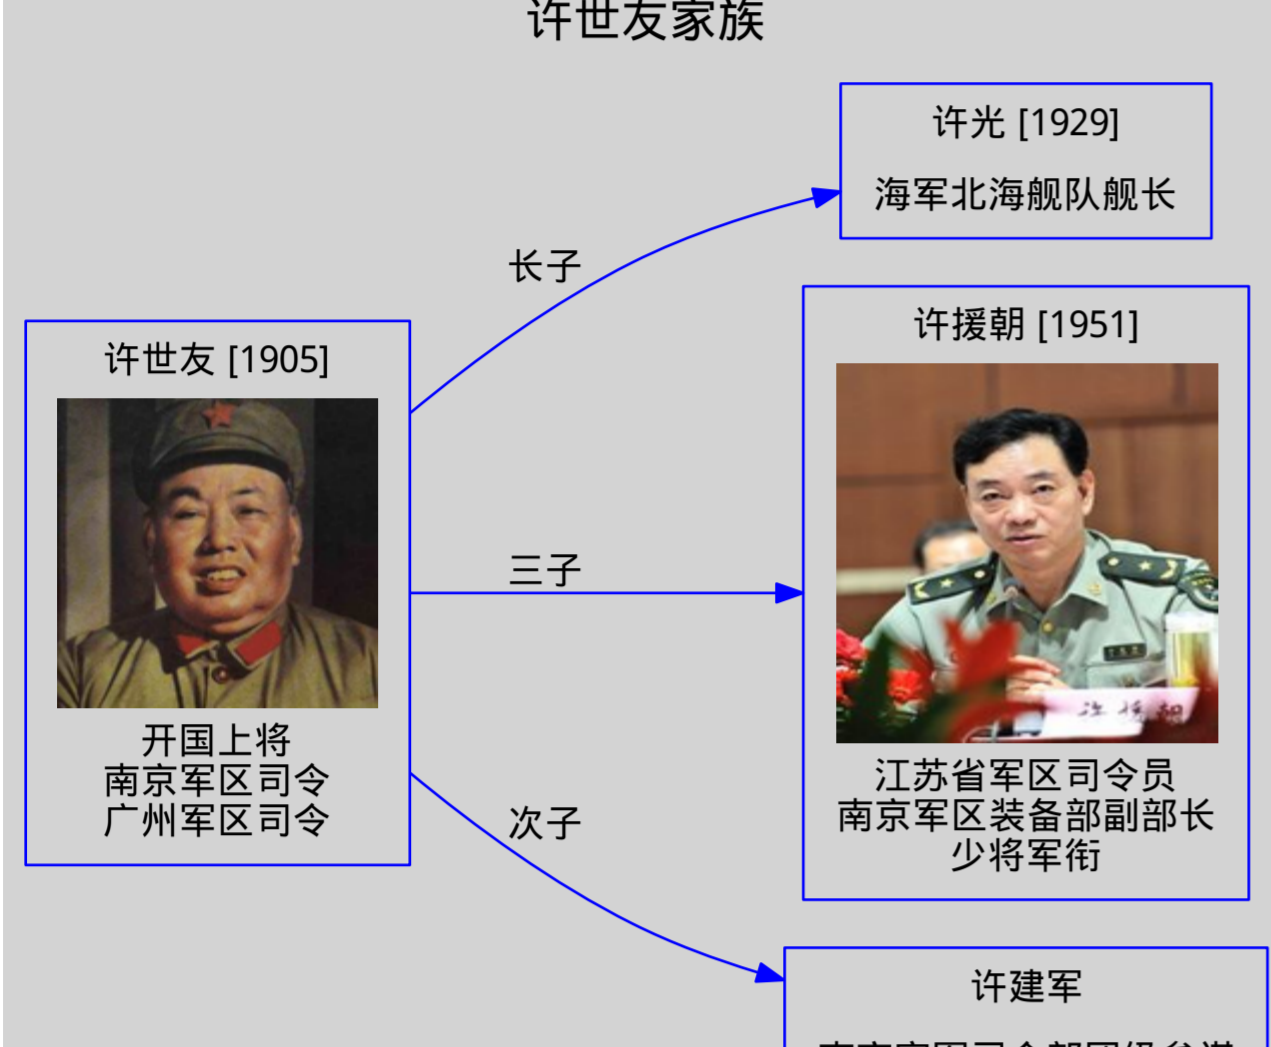 许世友家族
许光 [1929]
海军北海舰队舰长
长子
许世友 [1905]
开国上将
南京军区司令
广州军区司令
三子
许援朝 [1951]
许援朝
江苏省军区司令员
南京军区装备部副部长
少将军衔
次子
许建军